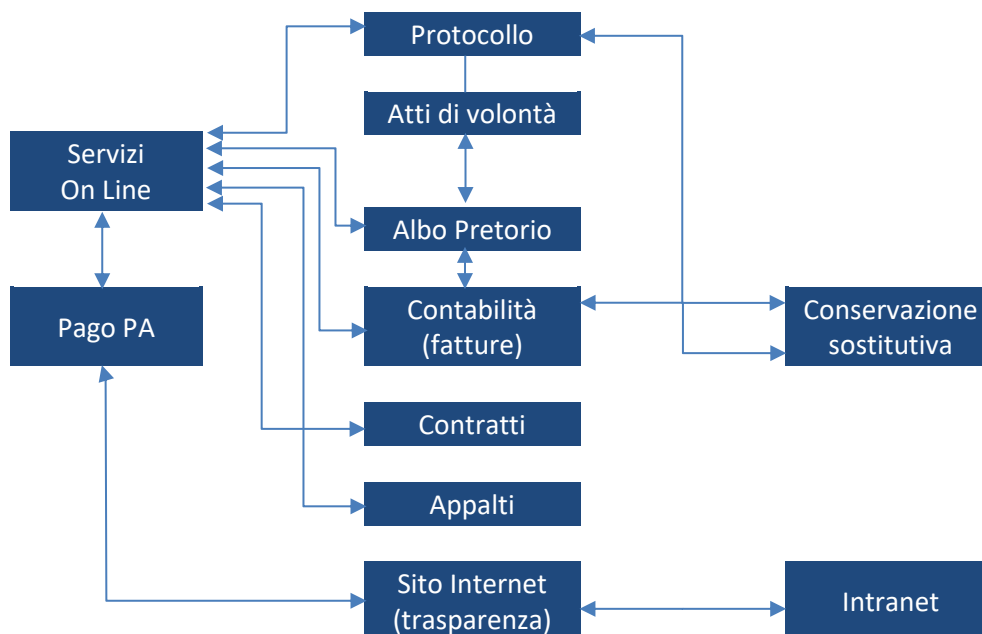 Protocollo
Atti di volontà
Servizi
On Line
Albo Pretorio
Pago PA
Contabilità
(fatture)
Conservazione
sostitutiva
Contratti
Appalti
Sito Internet
(trasparenza)
Intranet